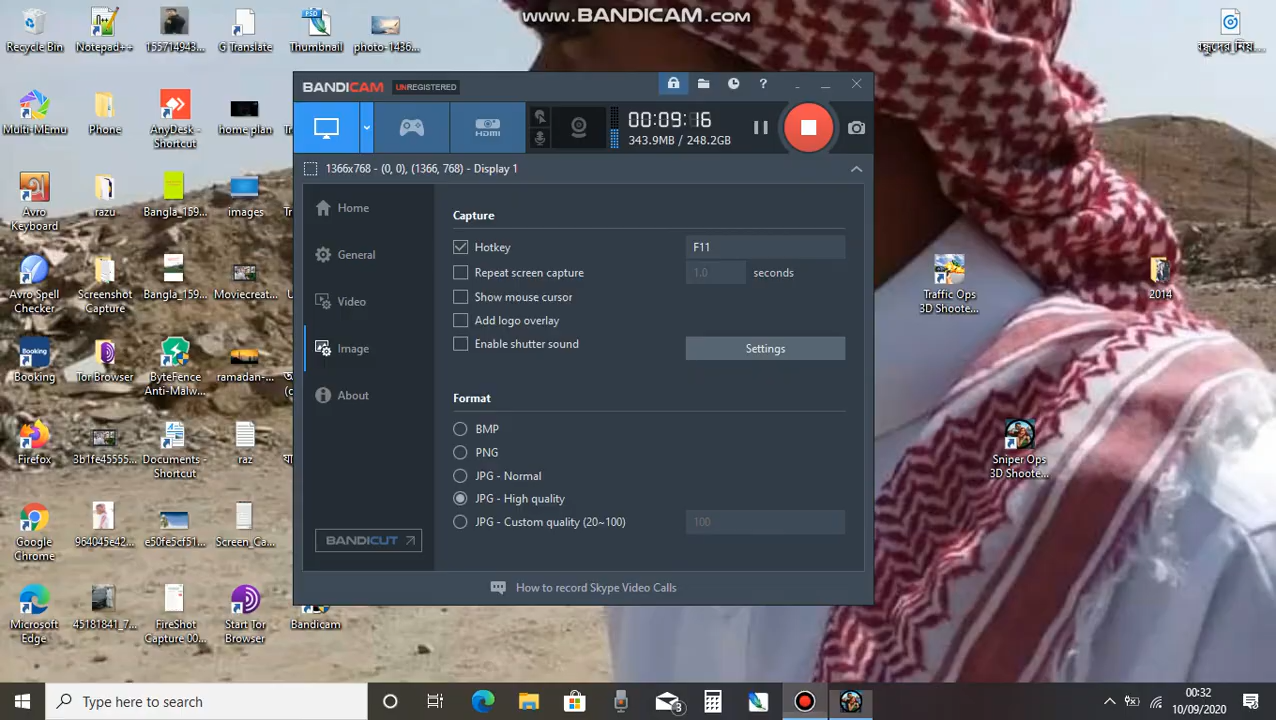 www.BANDICAM.com
Recycle Bin
Notepad++
155714943...
G Translate
Thumbnail
photo-1436...
Multi-MEmu
Phone
AnyDesk -
Shortcut
home plan
Avro
Keyboard
razu
Bangla_159...
images
Avro Spell
Checker
Screenshot
Capture
Bangla_159...
Moviecreat...
Booking
Tor Browser
ByteFence
Anti-Malw...
ramadan-...
Firefox
3b1fe45555...
Documents -
Shortcut
raz
Google
Chrome
964045e42...
e50fe5cf51...
Screen_Ca...
Microsoft
Edge
45181841_7...
FireShot
Capture 00...
Start Tor
Browser
Bandicam
BANDICAM UNREGISTERED
HDMI
00:09:16
343.9MB / 248.2GB
1366x768 - (0, 0), (1366, 768) - Display 1
Home
General
Video
Image
About
BANDICUT
Capture
Hotkey
F11
Repeat screen capture
1.0 seconds
Show mouse cursor
Add logo overlay
Enable shutter sound
Settings
Format
BMP
PNG
JPG - Normal
JPG - High quality
JPG - Custom quality (20~100)
100
How to record Skype Video Calls
Traffic Ops
3D Shoote...
2014
Sniper Ops
3D Shoote...
Type here to search
3
00:32
10/09/2020